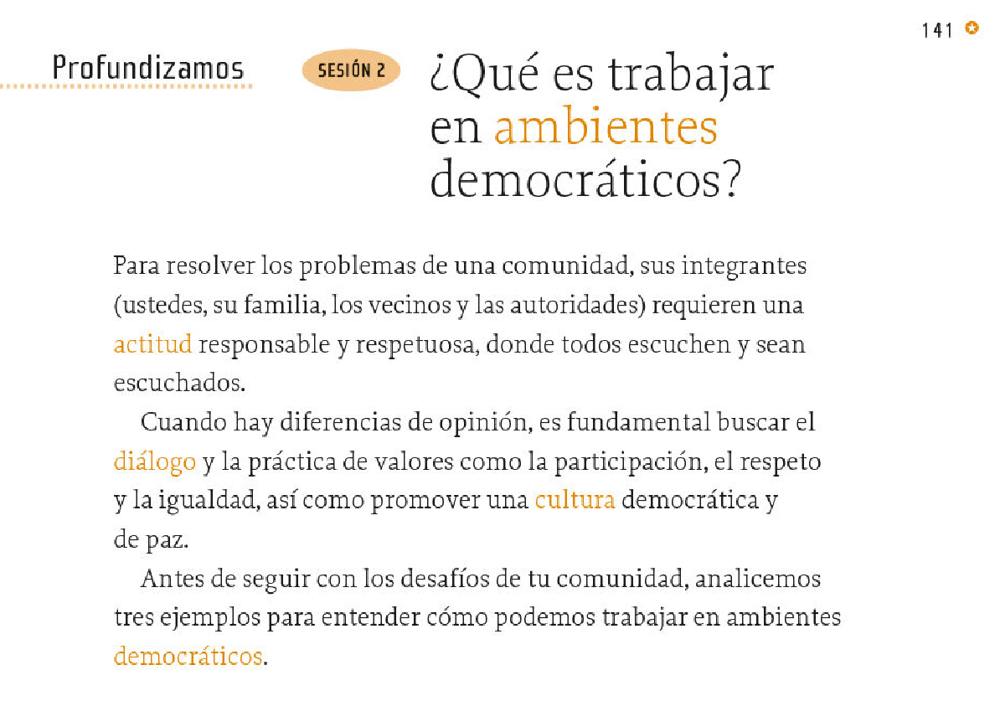 141
Profundizamos
SESIÓN 2
¿Qué es trabajar
en ambientes
democráticos?
Para resolver los problemas de una comunidad, sus integrantes
(ustedes, su familia, los vecinos y las autoridades) requieren una
actitud responsable y respetuosa, donde todos escuchen y sean
escuchados.
Cuando hay diferencias de opinión, es fundamental buscar el
diálogo y la práctica de valores como la participación, el respeto
y la igualdad, así como promover una cultura democrática y
de paz.
Antes de seguir con los desafíos de tu comunidad, analicemos
tres ejemplos para entender cómo podemos trabajar en ambientes
democráticos.